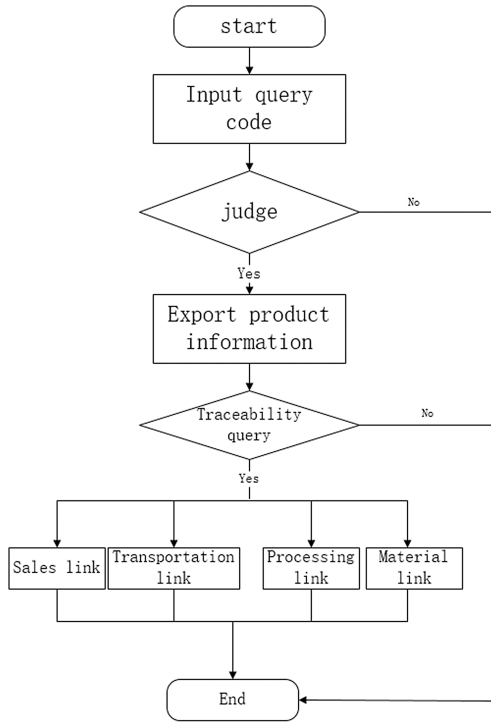 start
Input query
code
judge
No
Yes
Export product
information
Traceability
query
No
Yes
Sales link
Transportation
link
Processing
link
Material
link
End